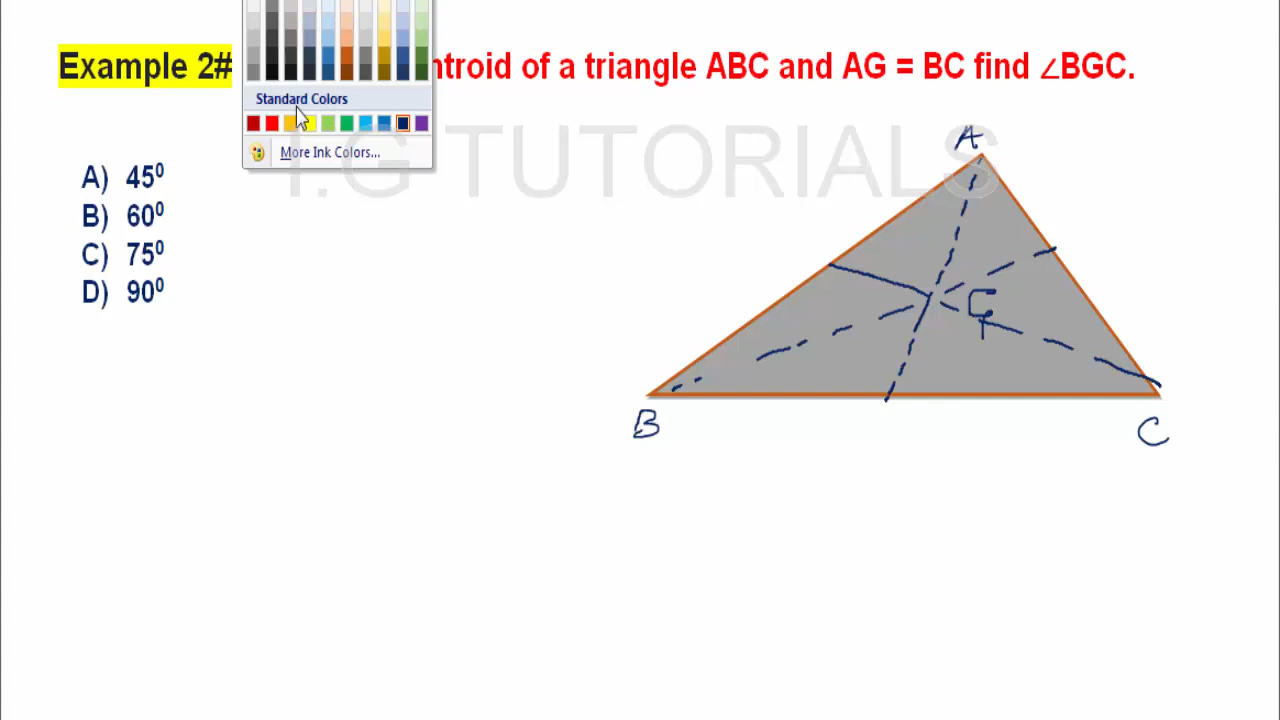 Example 2# ntroid of a triangle ABC and AG = BC find ∠BGC.
Standard Colors
More Ink Colors...
I.G TUTORIALS
A) 45⁰
B) 60⁰
C) 75⁰
D) 90⁰
A
G
B
C